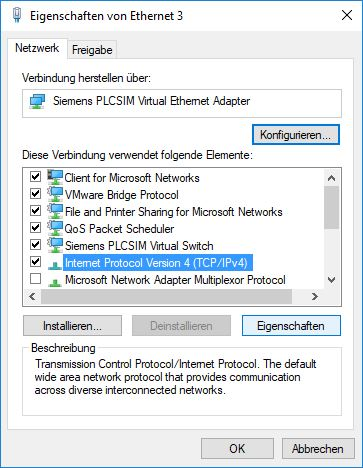 Eigenschaften von Ethernet 3
Netzwerk
Freigabe
Verbindung herstellen über:
Siemens PLCSIM Virtual Ethernet Adapter
Konfigurieren...
Diese Verbindung verwendet folgende Elemente:
Client for Microsoft Networks
VMware Bridge Protocol
File and Printer Sharing for Microsoft Networks
QoS Packet Scheduler
Siemens PLCSIM Virtual Switch
Internet Protocol Version 4 (TCP/IPv4)
Microsoft Network Adapter Multiplexor Protocol
Installieren...
Deinstallieren
Eigenschaften
Beschreibung
Transmission Control Protocol/Internet Protocol. The default
wide area network protocol that provides communication
across diverse interconnected networks.
OK
Abbrechen